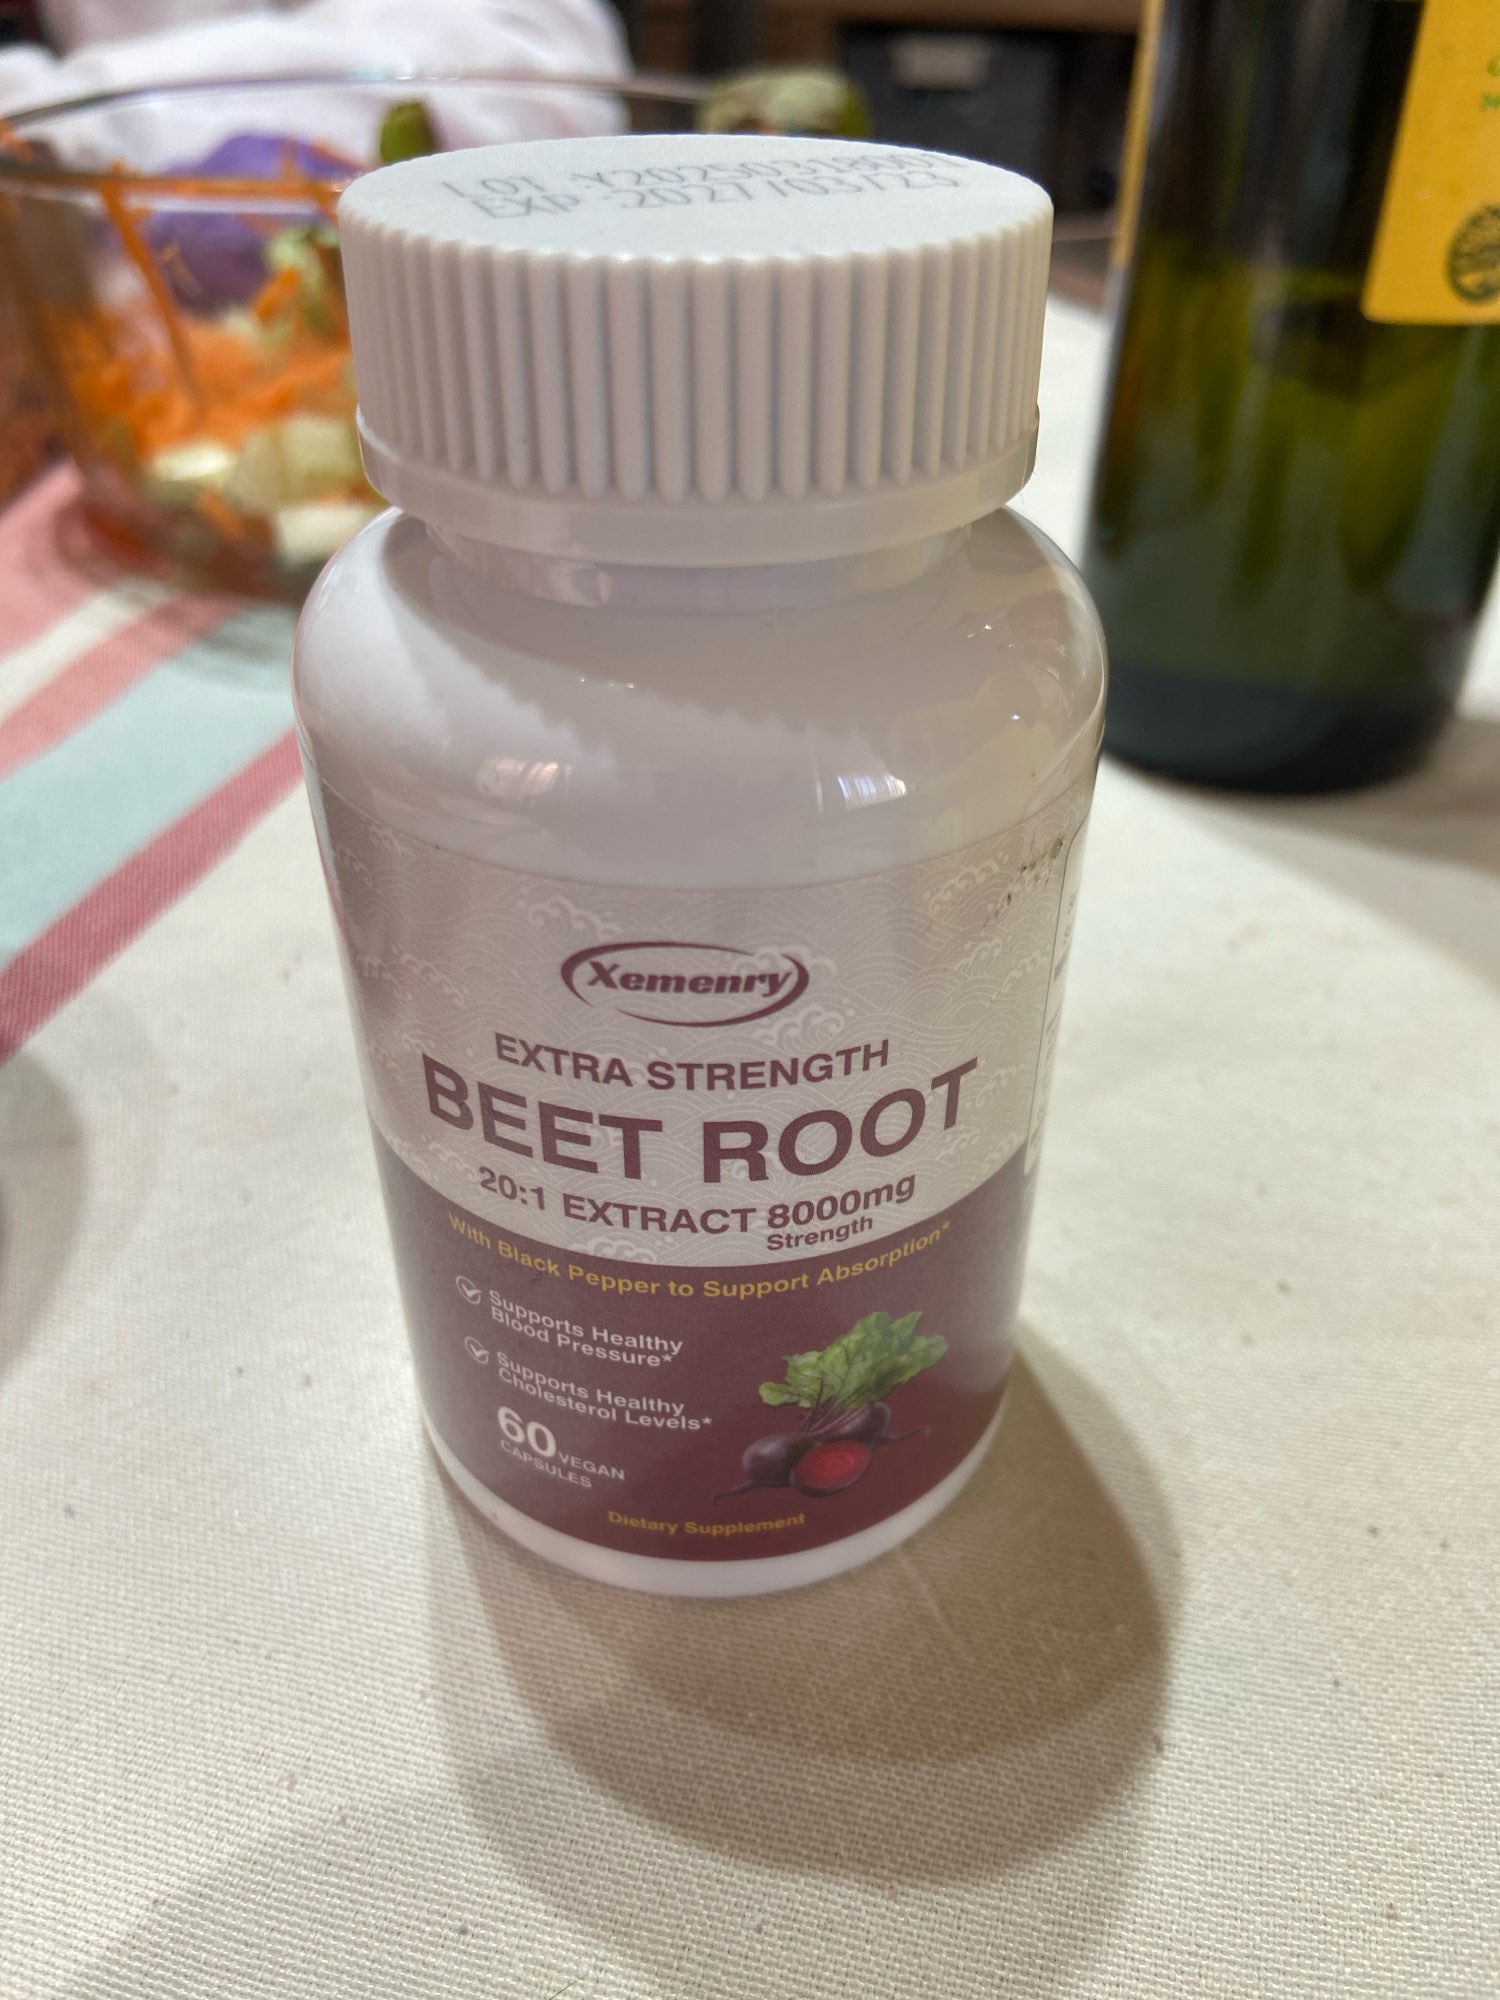 LOT :Y20250318A001
EXP :2027/03/23
Xemenry
EXTRA STRENGTH
BEET ROOT
20:1 EXTRACT 8000mg
Strength
With Black Pepper to Support Absorption*
Supports Healthy
Blood Pressure*
Supports Healthy
Cholesterol Levels*
60 VEGAN
CAPSULES
Dietary Supplement